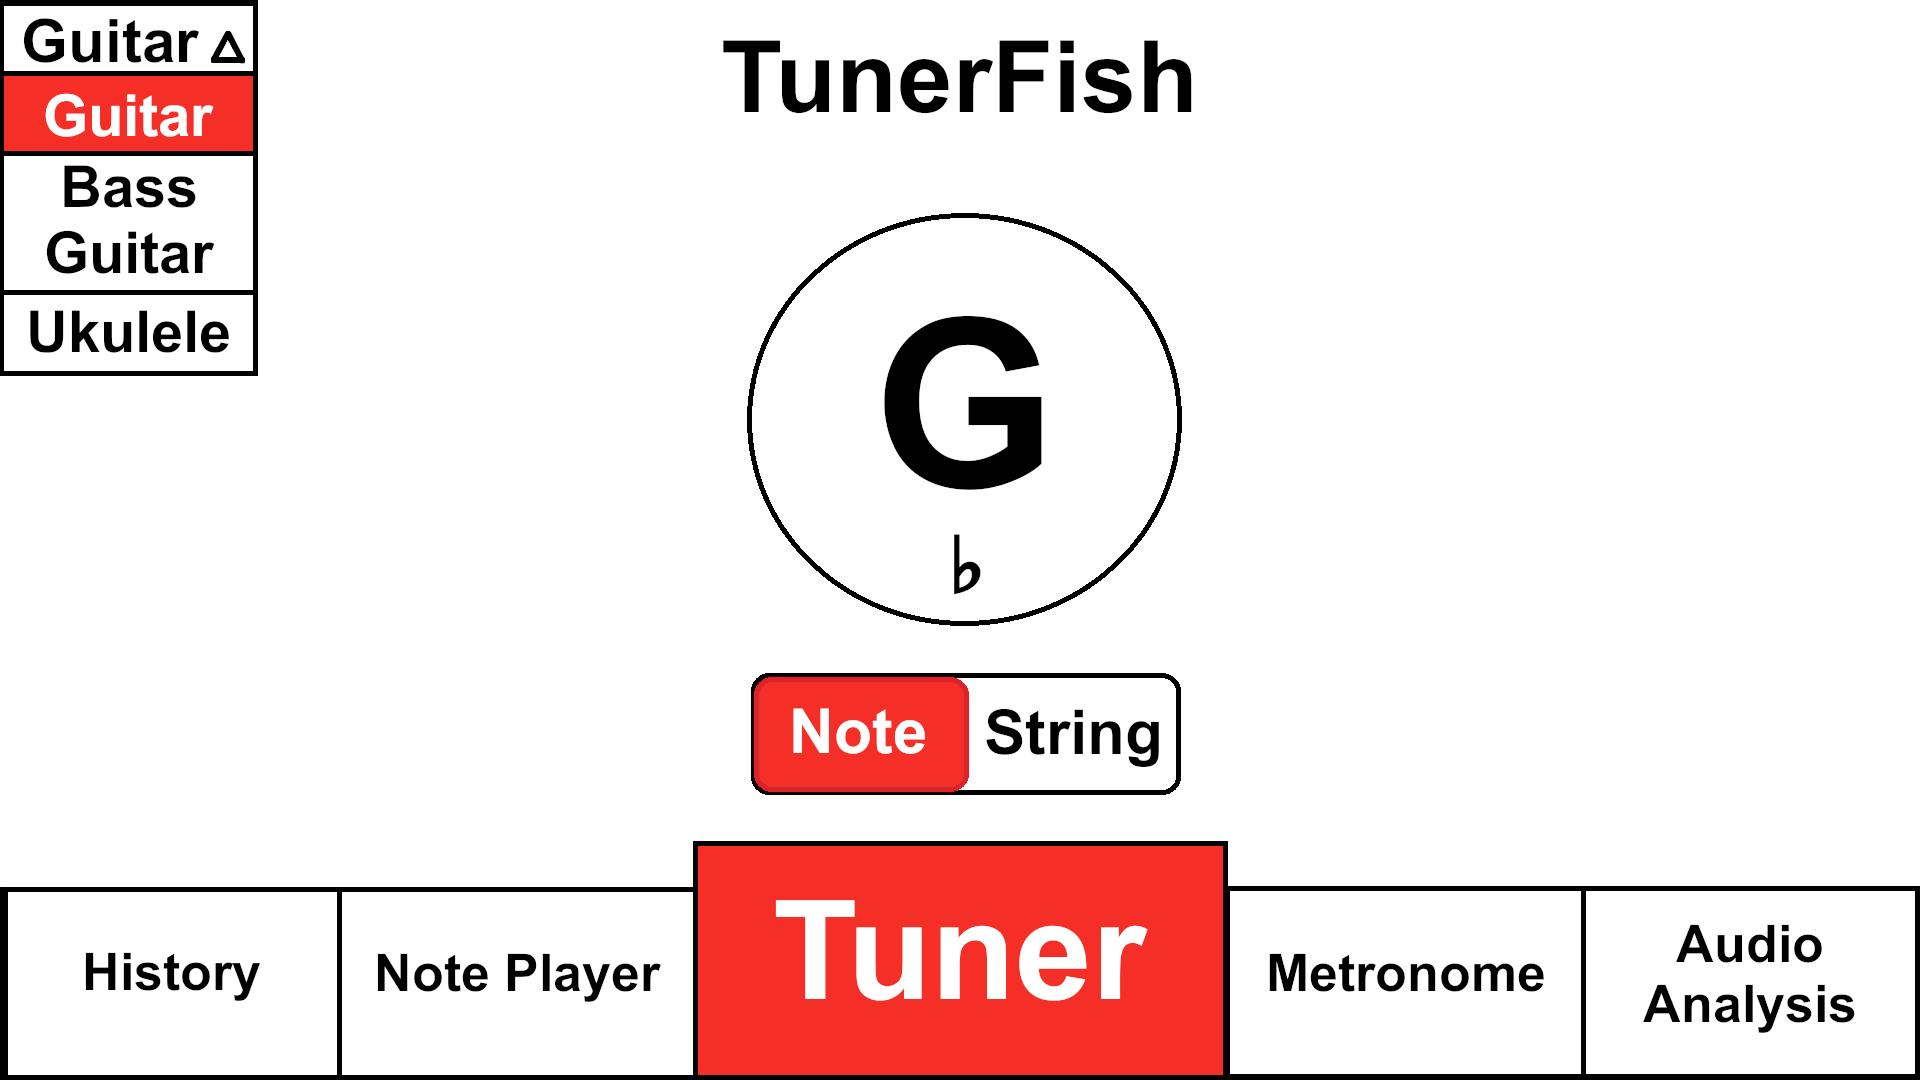 Guitar △
Guitar
Bass
Guitar
Ukulele
TunerFish
G
♭
Note
String
History
Note Player
Tuner
Metronome
Audio
Analysis